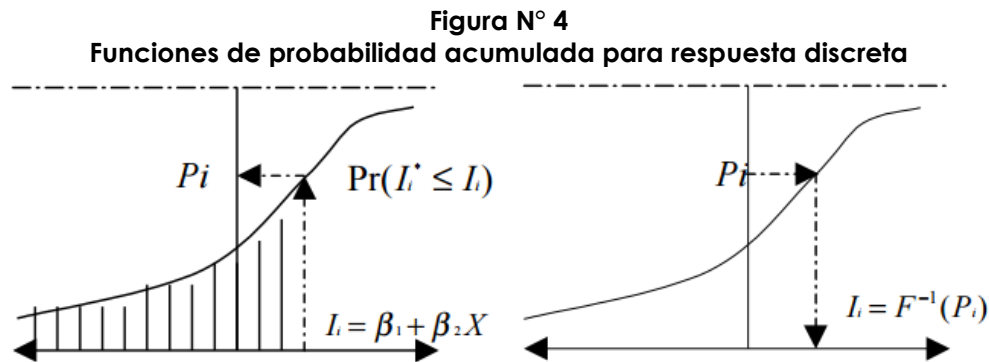 Figura N° 4
Funciones de probabilidad acumulada para respuesta discreta
Pi
Pr(Iᵢ* ≤ Iᵢ)
Iᵢ = β₁ + β₂X
Pi
Iᵢ = F⁻¹(Pᵢ)